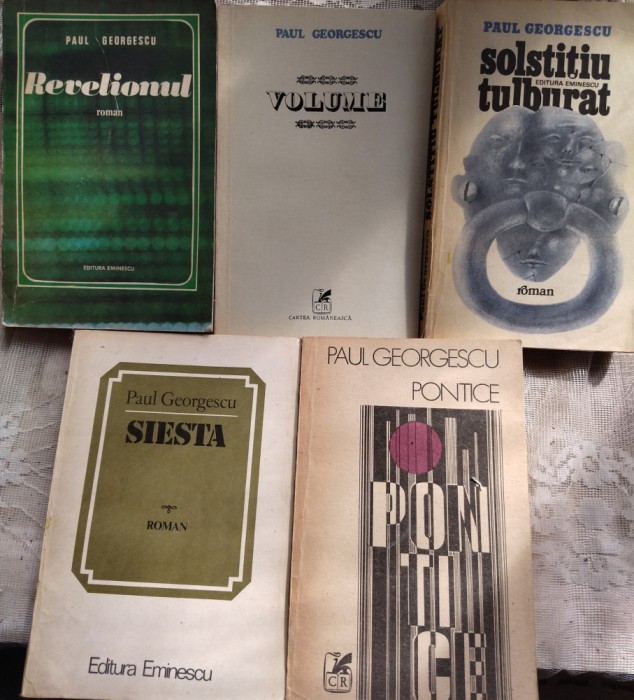 PAUL GEORGESCU
Revelionul
roman
EDITURA EMINESCU
PAUL GEORGESCU
VOLUME
CR
CARTEA ROMÂNEASCĂ
PAUL GEORGESCU
solstițiu
EDITURA EMINESCU
tulburat
roman
Paul Georgescu
SIESTA
ROMAN
Editura Eminescu
PAUL GEORGESCU
PONTICE
PON
TI
CE
CR